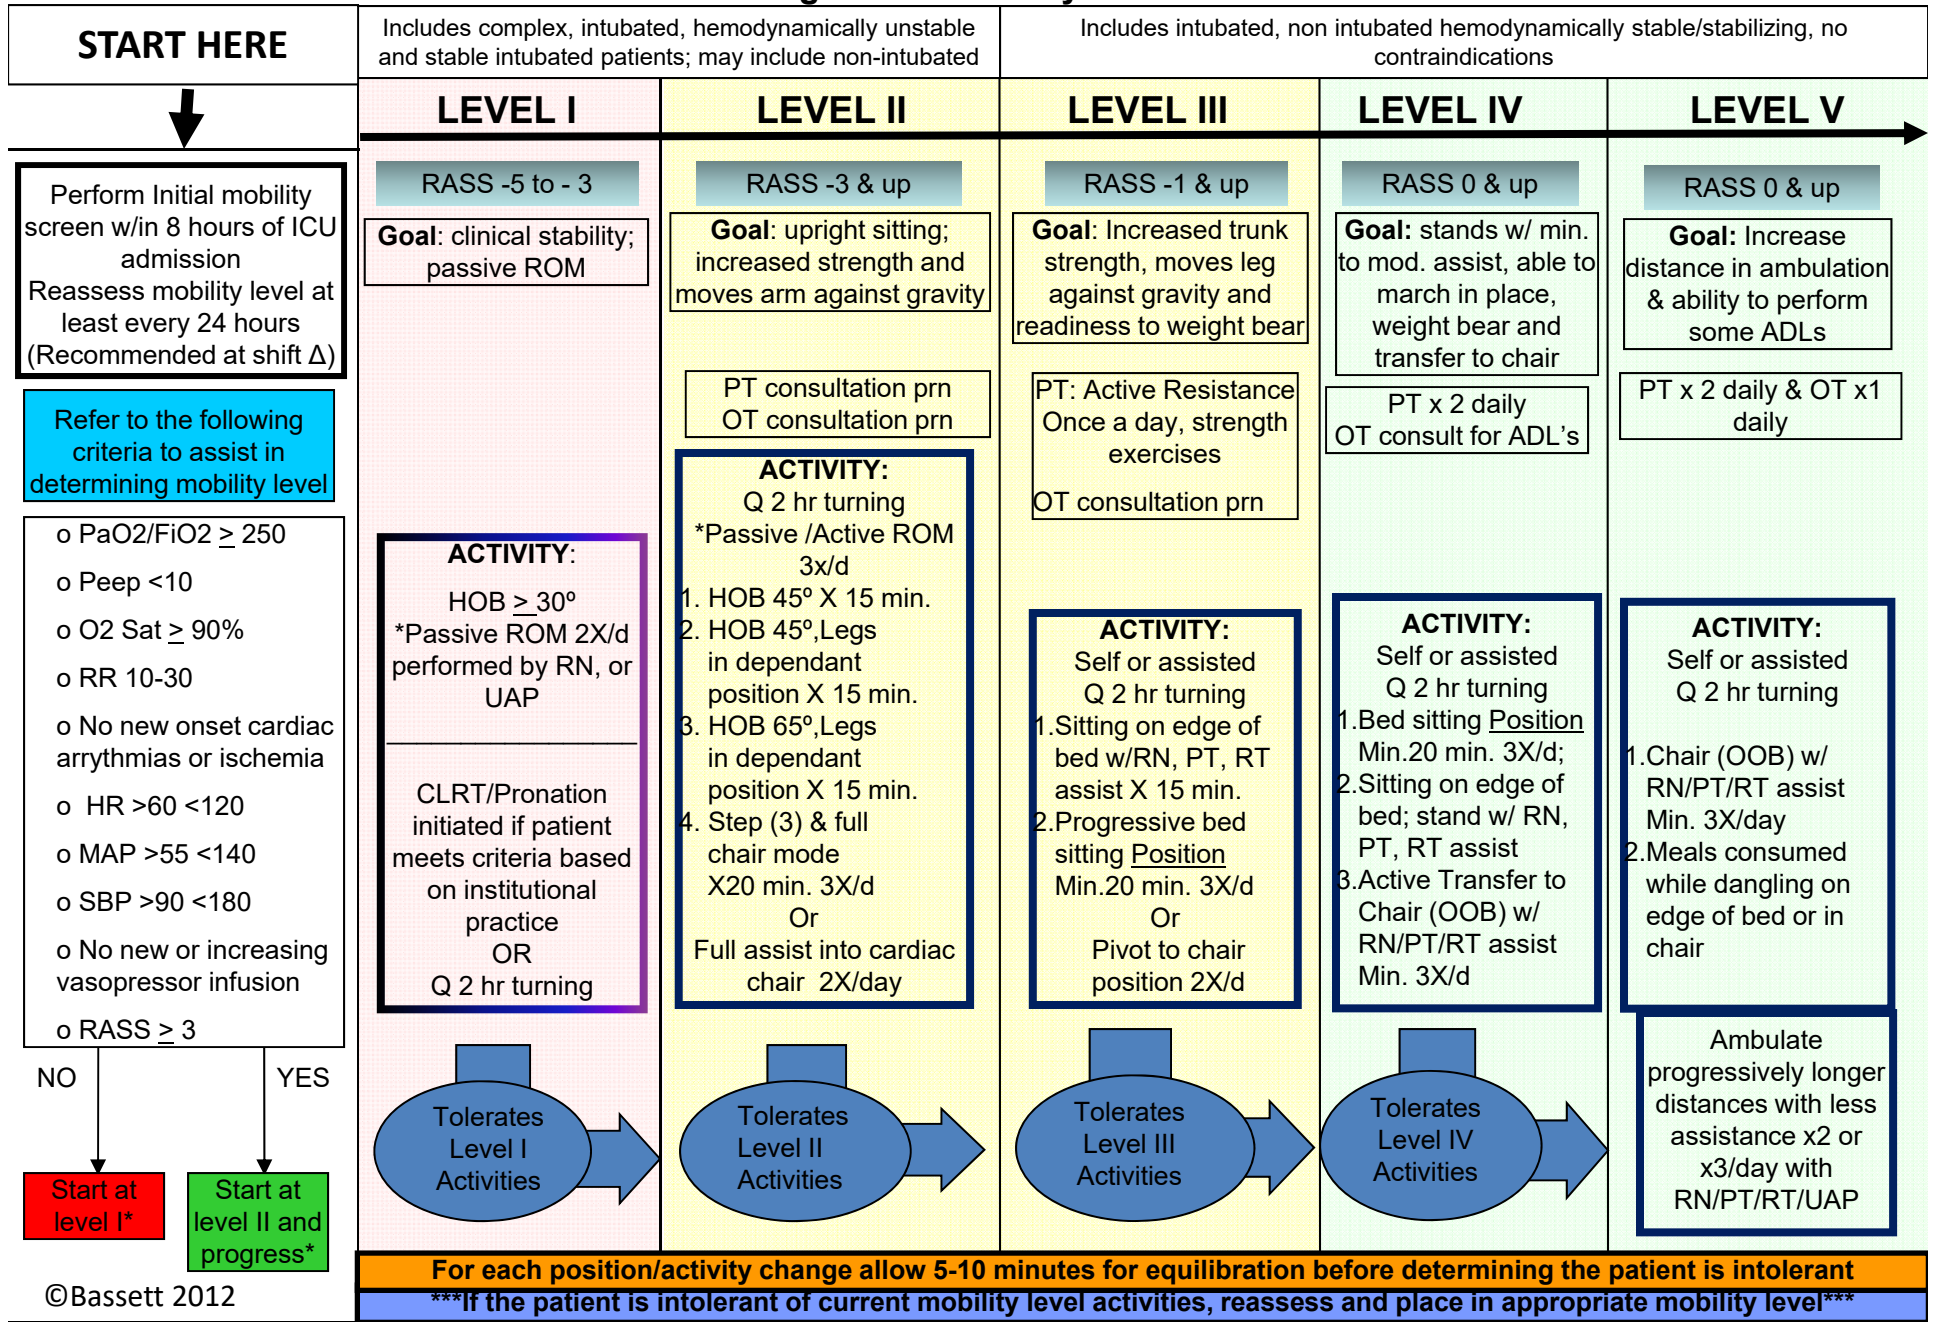 START HERE
Includes complex, intubated, hemodynamically unstable
and stable intubated patients; may include non-intubated
Includes intubated, non intubated hemodynamically stable/stabilizing, no
contraindications
LEVEL I
LEVEL II
LEVEL III
LEVEL IV
LEVEL V
Perform Initial mobility
screen w/in 8 hours of ICU
admission
Reassess mobility level at
least every 24 hours
(Recommended at shift Δ)
Refer to the following
criteria to assist in
determining mobility level
o PaO2/FiO2 > 250
o Peep <10
o O2 Sat > 90%
o RR 10-30
o No new onset cardiac
arrythmias or ischemia
o HR >60 <120
o MAP >55 <140
o SBP >90 <180
o No new or increasing
vasopressor infusion
o RASS > 3
NO
YES
Start at
level I*
Start at
level II and
progress*
©Bassett 2012
RASS -5 to - 3
Goal: clinical stability;
passive ROM
ACTIVITY:
HOB > 30º
*Passive ROM 2X/d
performed by RN, or
UAP
CLRT/Pronation
initiated if patient
meets criteria based
on institutional
practice
OR
Q 2 hr turning
Tolerates
Level I
Activities
RASS -3 & up
Goal: upright sitting;
increased strength and
moves arm against gravity
PT consultation prn
OT consultation prn
ACTIVITY:
Q 2 hr turning
*Passive /Active ROM
3x/d
1. HOB 45º X 15 min.
2. HOB 45º,Legs
in dependant
position X 15 min.
3. HOB 65º,Legs
in dependant
position X 15 min.
4. Step (3) & full
chair mode
X20 min. 3X/d
Or
Full assist into cardiac
chair 2X/day
Tolerates
Level II
Activities
RASS -1 & up
Goal: Increased trunk
strength, moves leg
against gravity and
readiness to weight bear
PT: Active Resistance
Once a day, strength
exercises
OT consultation prn
ACTIVITY:
Self or assisted
Q 2 hr turning
1.Sitting on edge of
bed w/RN, PT, RT
assist X 15 min.
2.Progressive bed
sitting Position
Min.20 min. 3X/d
Or
Pivot to chair
position 2X/d
Tolerates
Level III
Activities
RASS 0 & up
Goal: stands w/ min.
to mod. assist, able to
march in place,
weight bear and
transfer to chair
PT x 2 daily
OT consult for ADL's
ACTIVITY:
Self or assisted
Q 2 hr turning
1.Bed sitting Position
Min.20 min. 3X/d;
2.Sitting on edge of
bed; stand w/ RN,
PT, RT assist
3.Active Transfer to
Chair (OOB) w/
RN/PT/RT assist
Min. 3X/d
Tolerates
Level IV
Activities
RASS 0 & up
Goal: Increase
distance in ambulation
& ability to perform
some ADLs
PT x 2 daily & OT x1
daily
ACTIVITY:
Self or assisted
Q 2 hr turning
1.Chair (OOB) w/
RN/PT/RT assist
Min. 3X/day
2.Meals consumed
while dangling on
edge of bed or in
chair
Ambulate
progressively longer
distances with less
assistance x2 or
x3/day with
RN/PT/RT/UAP
For each position/activity change allow 5-10 minutes for equilibration before determining the patient is intolerant
***If the patient is intolerant of current mobility level activities, reassess and place in appropriate mobility level***